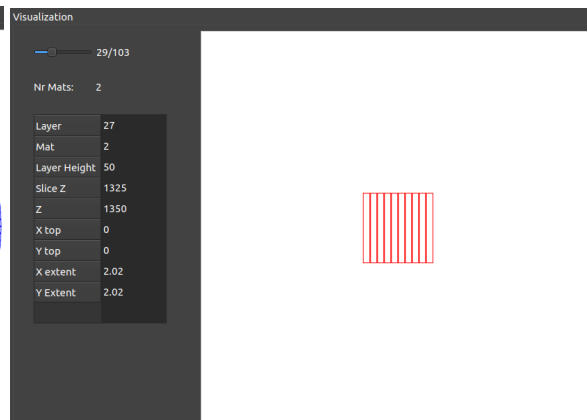 Visualization
29/103
Nr Mats: 2
Layer 27
Mat 2
Layer Height 50
Slice Z 1325
Z 1350
X top 0
Y top 0
X extent 2.02
Y Extent 2.02